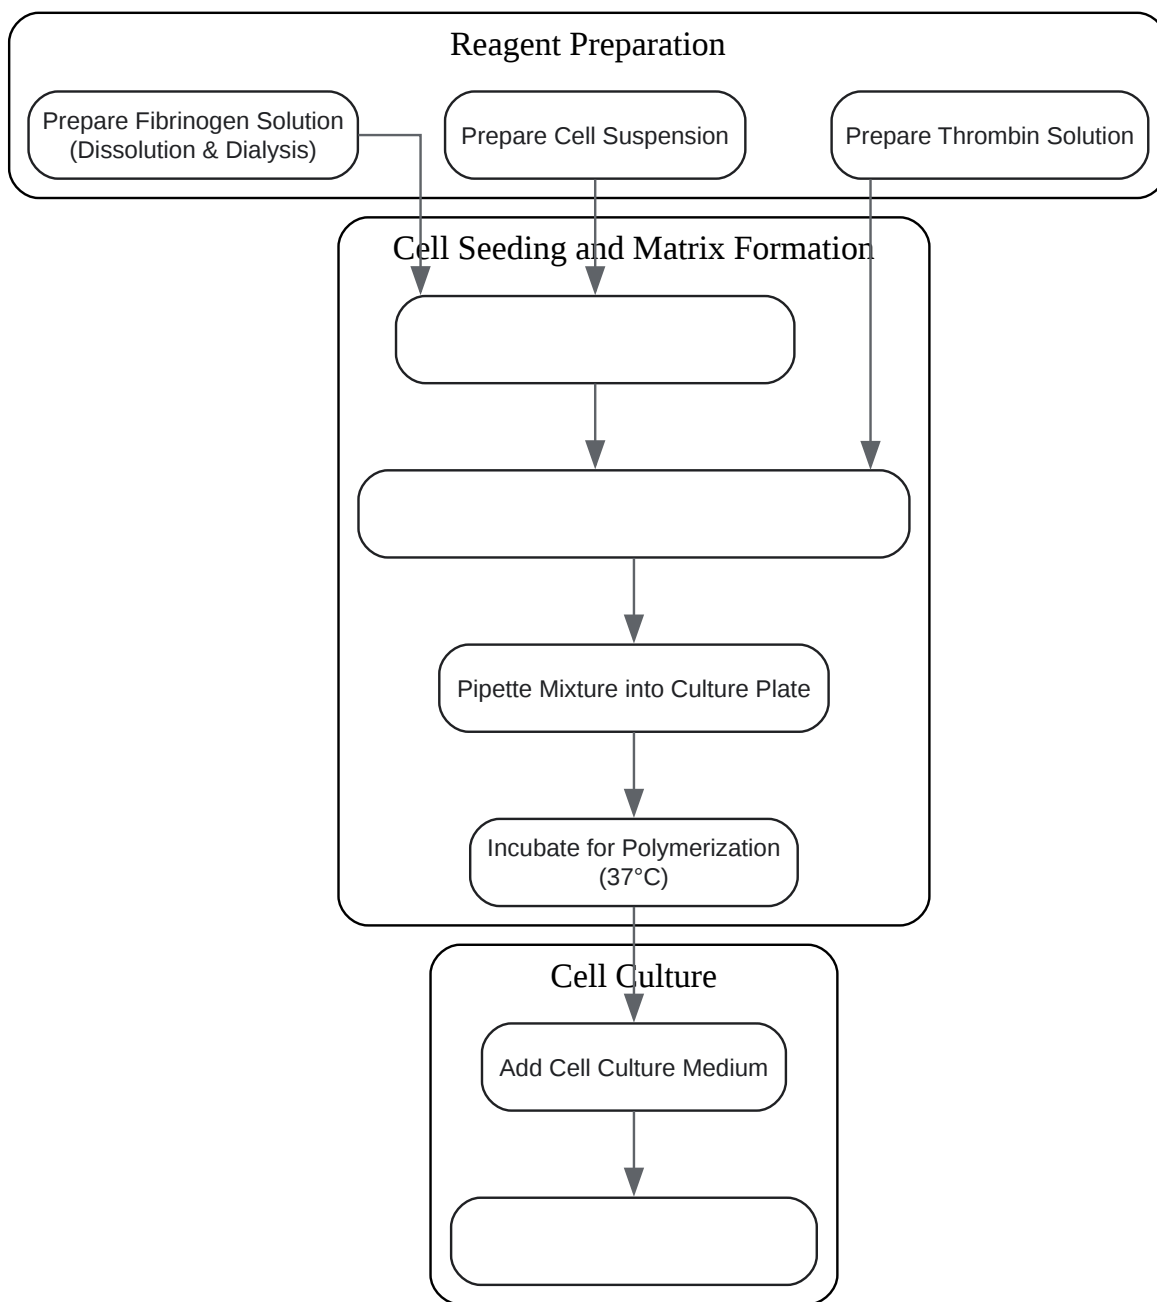 Reagent Preparation
Prepare Fibrinogen Solution
(Dissolution & Dialysis)
Prepare Cell Suspension
Prepare Thrombin Solution
Cell Seeding and Matrix Formation
Pipette Mixture into Culture Plate
Incubate for Polymerization
(37°C)
Cell Culture
Add Cell Culture Medium